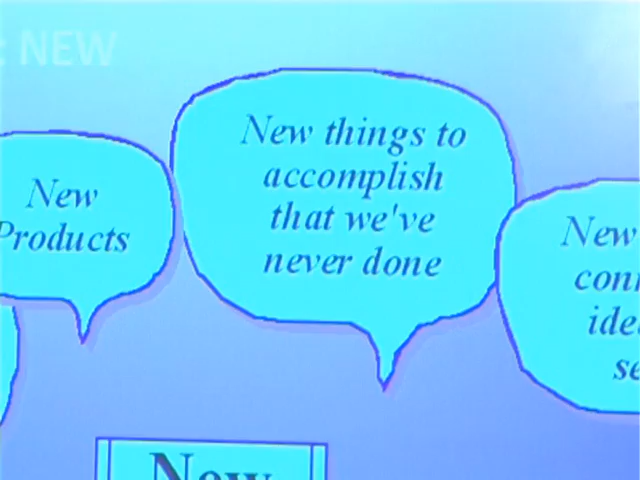 : NEW
New
Products
New things to
accomplish
that we've
never done
New
New